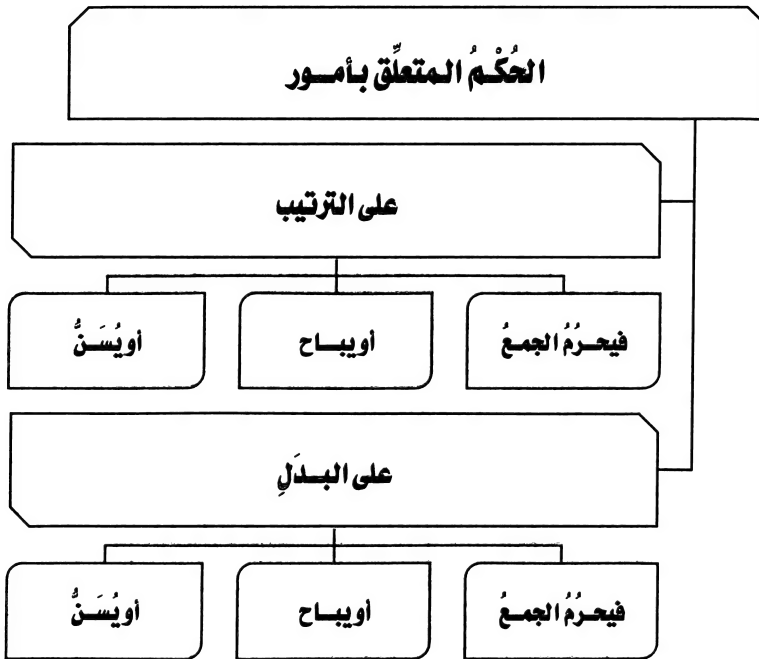 الحُكْمُ المتعلِّق بأمور
على الترتيب
فيحرُمُ الجمعُ
أو يباح
أو يُسَنُّ
على البدَلِ
فيحرُمُ الجمعُ
أو يباح
أو يُسَنُّ